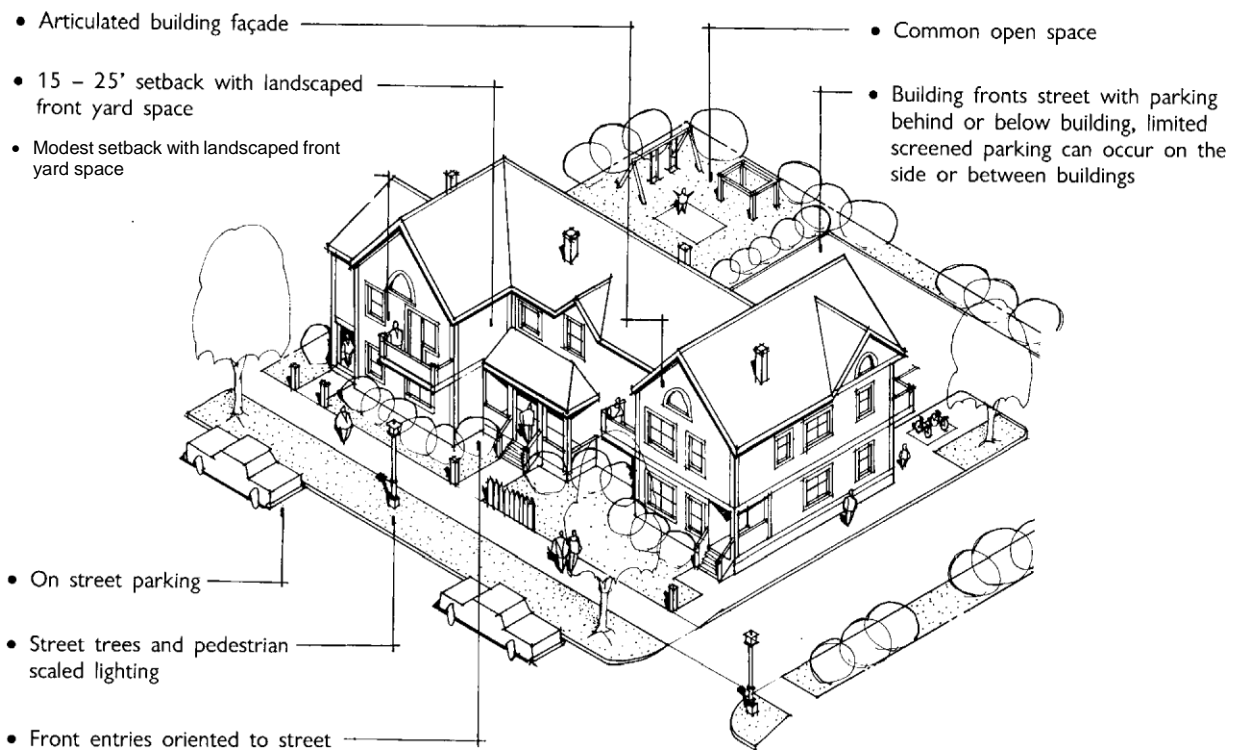 • Articulated building façade
• 15 – 25' setback with landscaped
front yard space
• Modest setback with landscaped front
yard space
• Common open space
• Building fronts street with parking
behind or below building, limited
screened parking can occur on the
side or between buildings
• On street parking
• Street trees and pedestrian
scaled lighting
• Front entries oriented to street